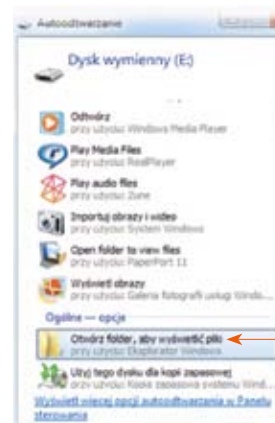 Autoodtwarzanie
Dysk wymienny (E:)
Odtwórz
przy użyciu: Windows Media Player
Play Media Files
przy użyciu: RealPlayer
Play audio files
przy użyciu: Zune
Importuj obrazy i wideo
przy użyciu: System Windows
Open folder to view files
przy użyciu: PaperPort 11
Wyświetl obrazy
przy użyciu: Galeria fotografii usługi Windo...
Ogólne — opcje
Otwórz folder, aby wyświetlić pliki
przy użyciu: Eksplorator Windows
Użyj tego dysku dla kopii zapasowej
przy użyciu: Kopia zapasowa systemu Wind...
Wyświetl więcej opcji autoodtwarzania w Panelu
sterowania